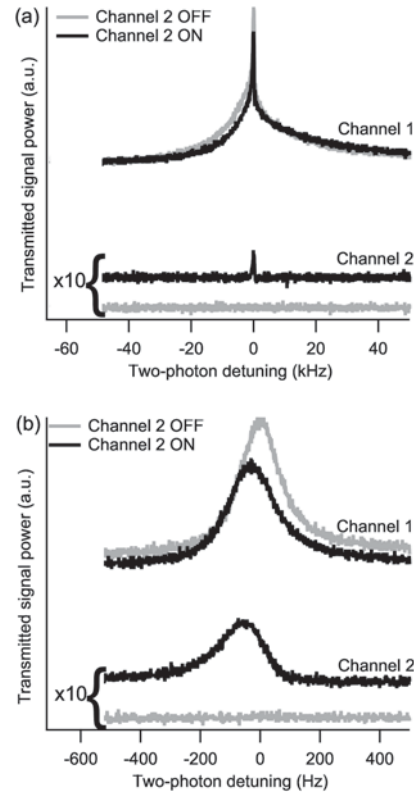 (a)
Channel 2 OFF
Channel 2 ON
Transmitted signal power (a.u.)
Channel 1
Channel 2
x10
-60 -40 -20 0 20 40
Two-photon detuning (kHz)
(b)
Channel 2 OFF
Channel 2 ON
Transmitted signal power (a.u.)
Channel 1
Channel 2
x10
-600 -400 -200 0 200 400
Two-photon detuning (Hz)